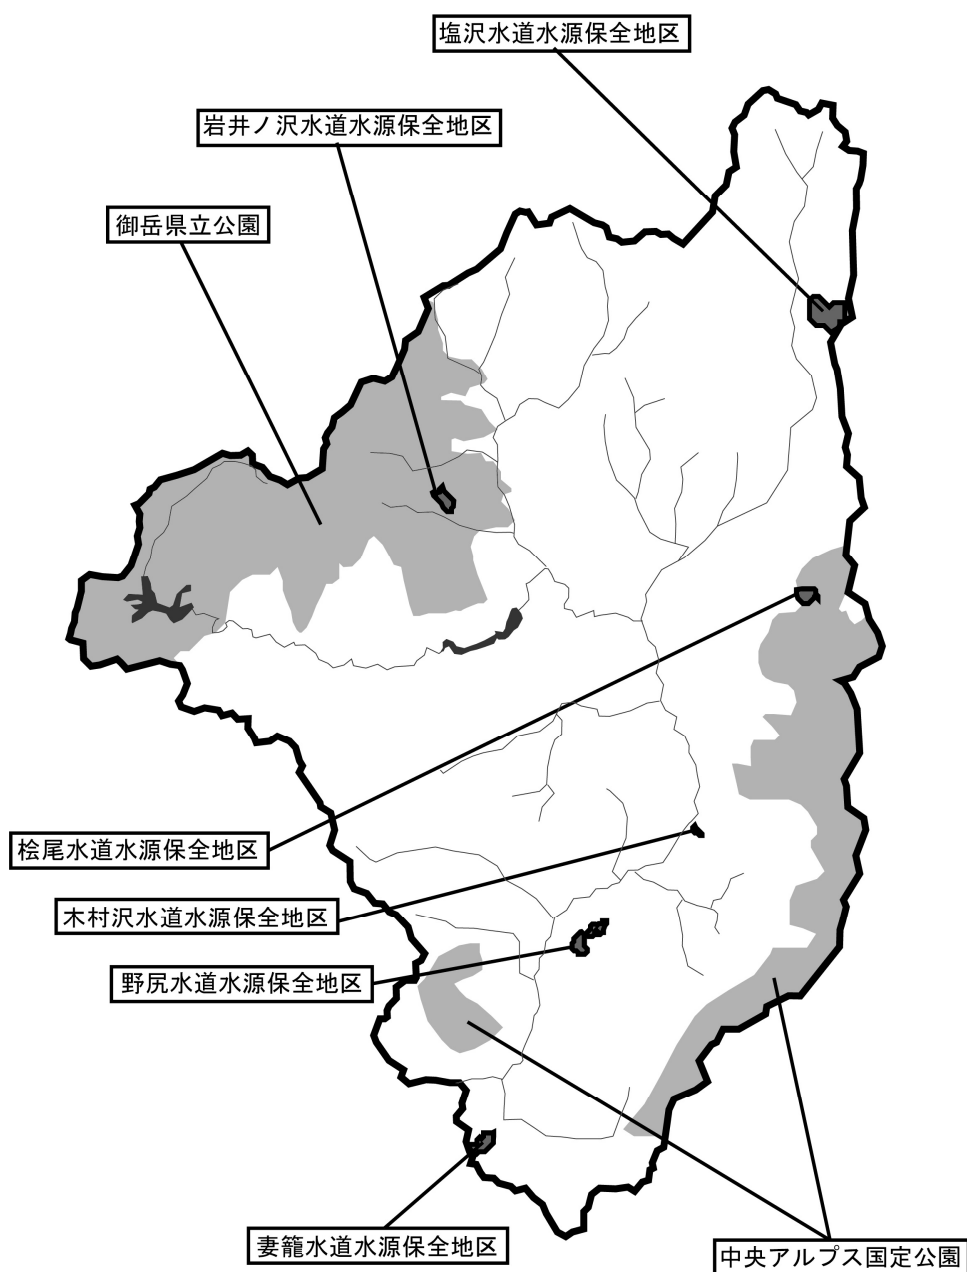 塩沢水道水源保全地区
岩井ノ沢水道水源保全地区
御岳県立公園
桧尾水道水源保全地区
木村沢水道水源保全地区
野尻水道水源保全地区
妻籠水道水源保全地区
中央アルプス国定公園